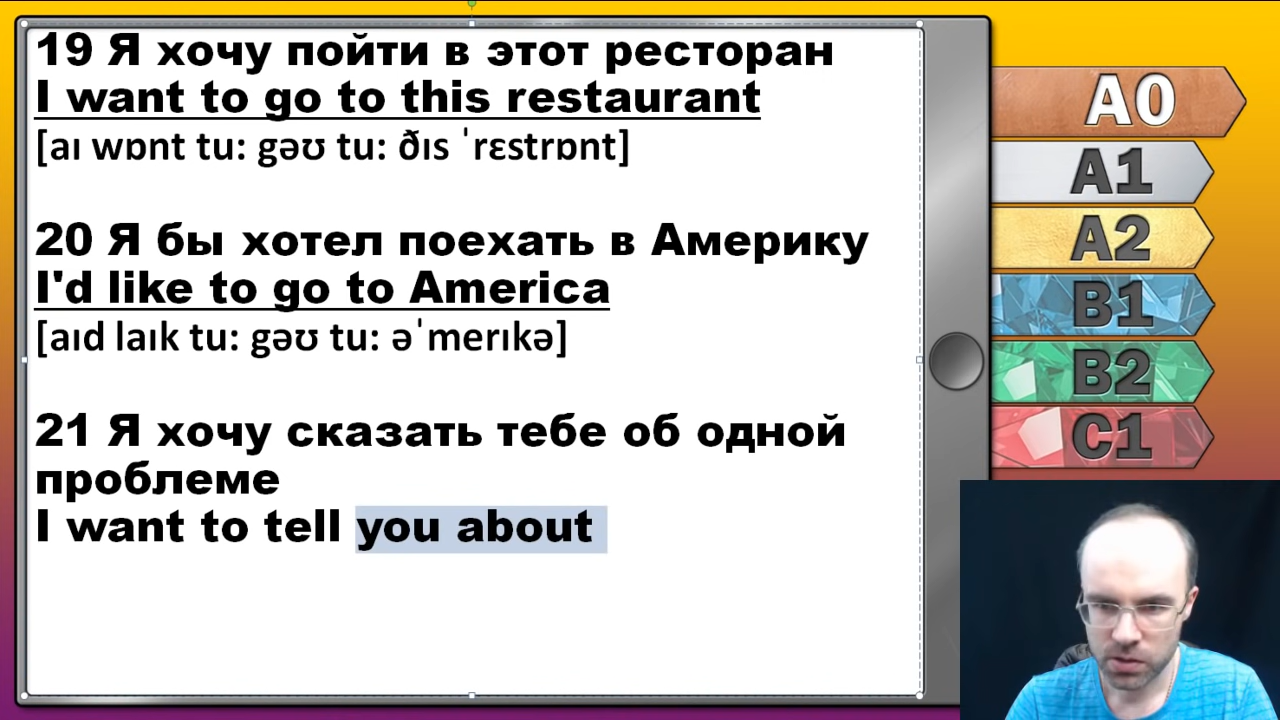 19 Я хочу пойти в этот ресторан
I want to go to this restaurant
[aɪ wɒnt tu: gəʊ tu: ðɪs ˈrɛstrɒnt]
20 Я бы хотел поехать в Америку
I'd like to go to America
[aɪd laɪk tu: gəʊ tu: əˈmerɪkə]
21 Я хочу сказать тебе об одной
проблеме
I want to tell you about
A0
A1
A2
B1
B2
C1